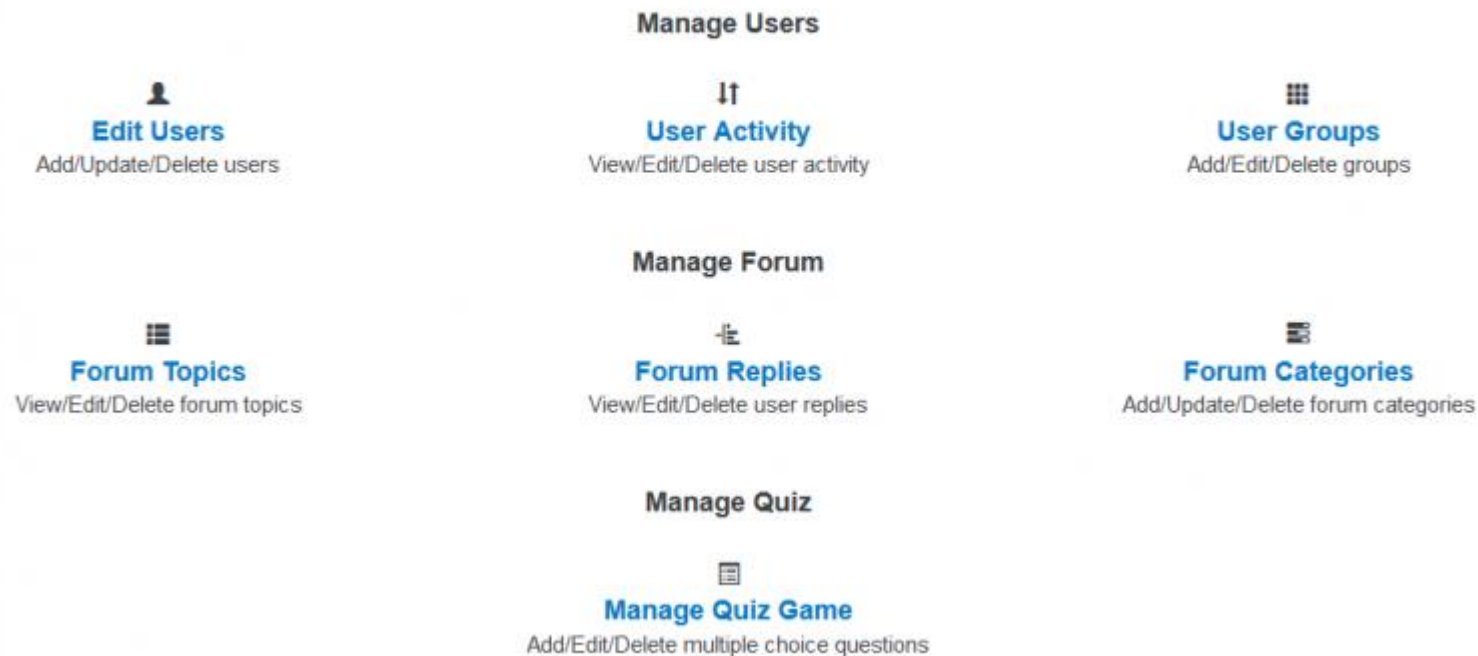 Manage Users
Edit Users
Add/Update/Delete users
User Activity
View/Edit/Delete user activity
User Groups
Add/Edit/Delete groups
Manage Forum
Forum Topics
View/Edit/Delete forum topics
Forum Replies
View/Edit/Delete user replies
Forum Categories
Add/Update/Delete forum categories
Manage Quiz
Manage Quiz Game
Add/Edit/Delete multiple choice questions